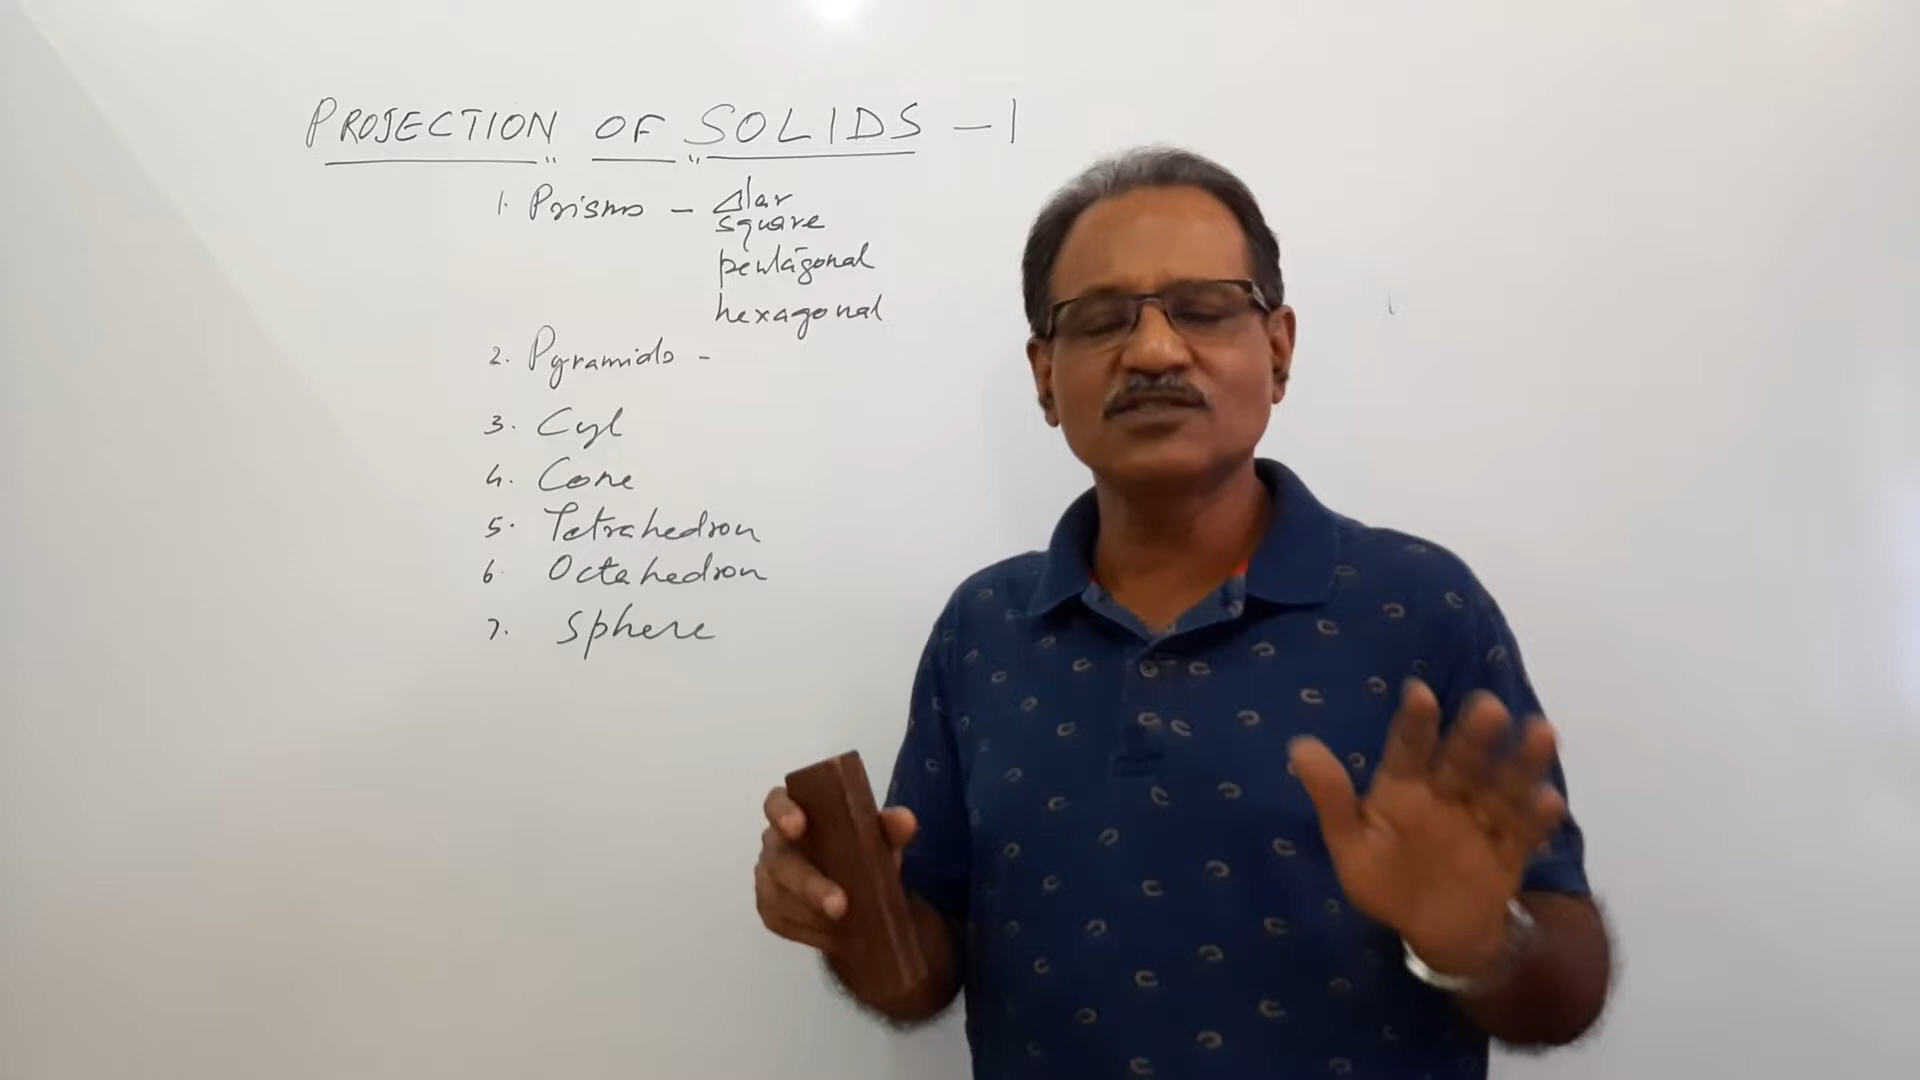 PROJECTION OF SOLIDS - 1
1. Prisms - Δlar
square
pentagonal
hexagonal
2. Pyramids -
3. Cyl
4. Cone
5. Tetrahedron
6. Octahedron
7. Sphere